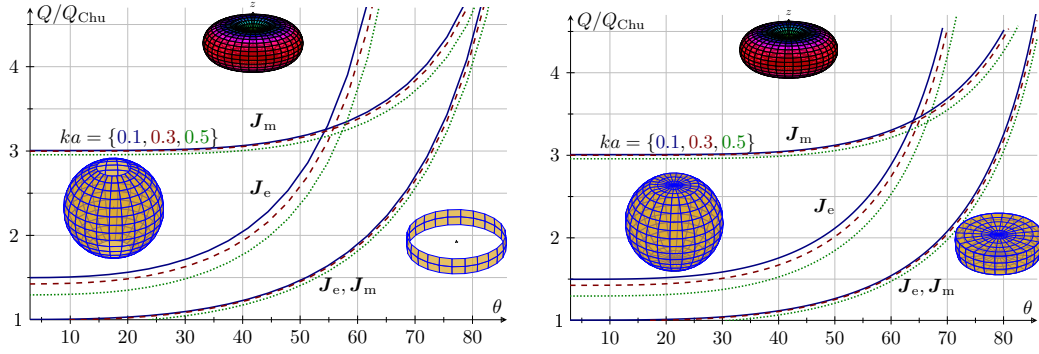 Q/Q_Chu
z
4
ka = {0.1, 0.3, 0.5}
J_m
3
J_e
2
J_e, J_m
θ
1
10 20 30 40 50 60 70 80
Q/Q_Chu
z
4
ka = {0.1, 0.3, 0.5}
J_m
3
J_e
2
J_e, J_m
θ
1
10 20 30 40 50 60 70 80